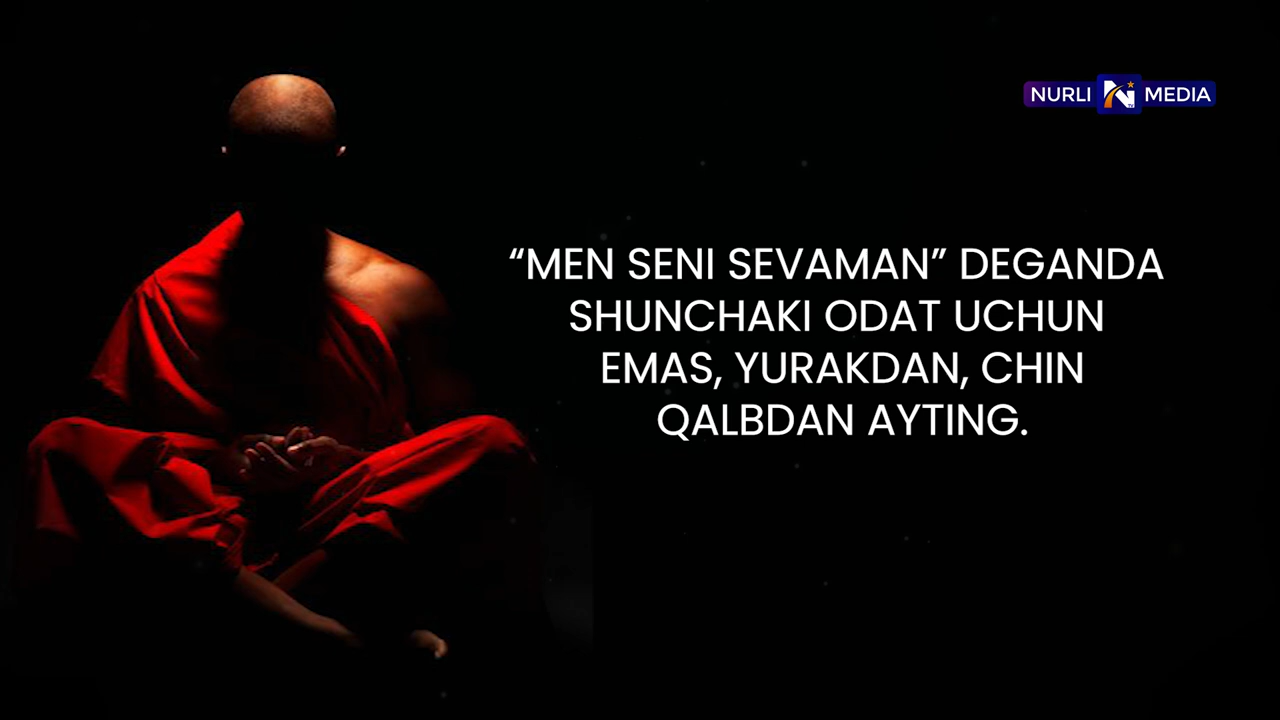 NURLI N MEDIA
“MEN SENI SEVAMAN” DEGANDA
SHUNCHAKI ODAT UCHUN
EMAS, YURAKDAN, CHIN
QALBDAN AYTING.